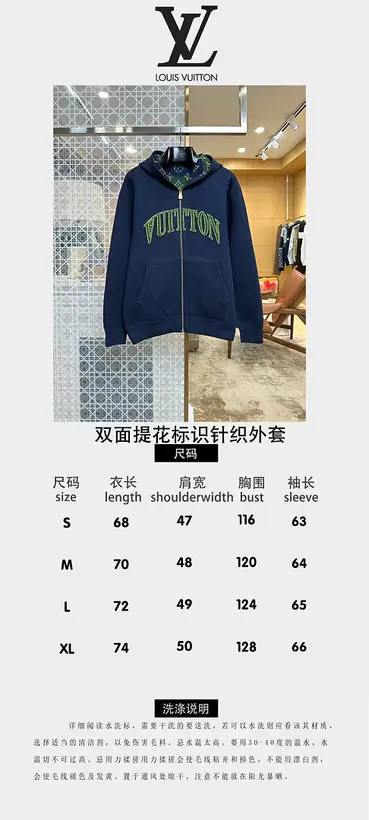 LV
LOUIS VUITTON
VUITTON
双面提花标识针织外套
尺码
尺码 衣长 肩宽 胸围 袖长
size length shoulderwidth bust sleeve
S 68 47 116 63
M 70 48 120 64
L 72 49 124 65
XL 74 50 128 66
洗涤说明
详细阅读水洗标，需要干洗的要送洗，若可以水洗则应看该其材质，
选择适当的清洁剂，以免伤害毛料。总水温太高。要用30-40度的温水，水
温切不可过高。总用力揉搓用力揉搓会使毛线粘并和掉色，不能用漂白剂，
会使毛线褪色及发黄。置于通风处晾干，注意不能放在阳光暴晒。